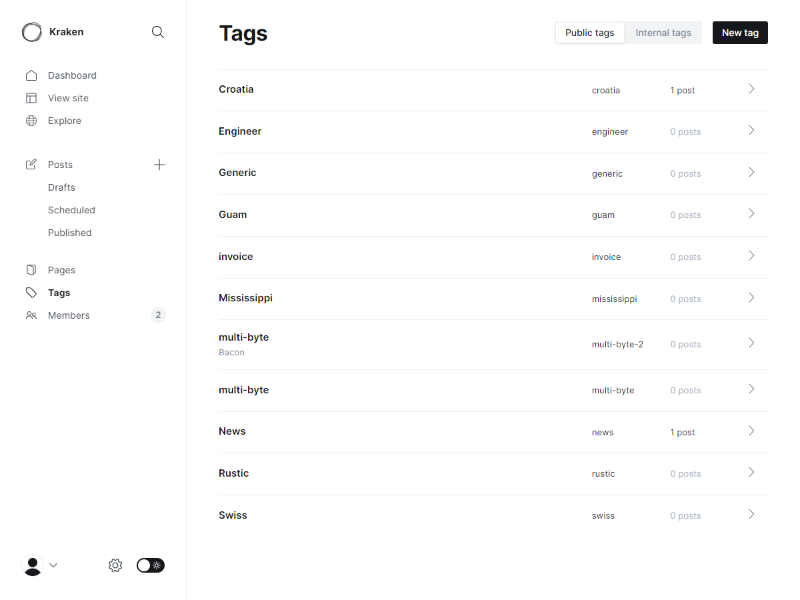 Kraken
Dashboard
View site
Explore
Posts
Drafts
Scheduled
Published
Pages
Tags
Members 2
Tags
Public tags Internal tags New tag
Croatia croatia 1 post
Engineer engineer 0 posts
Generic generic 0 posts
Guam guam 0 posts
invoice invoice 0 posts
Mississippi mississippi 0 posts
multi-byte multi-byte-2 0 posts
Bacon
multi-byte multi-byte 0 posts
News news 1 post
Rustic rustic 0 posts
Swiss swiss 0 posts